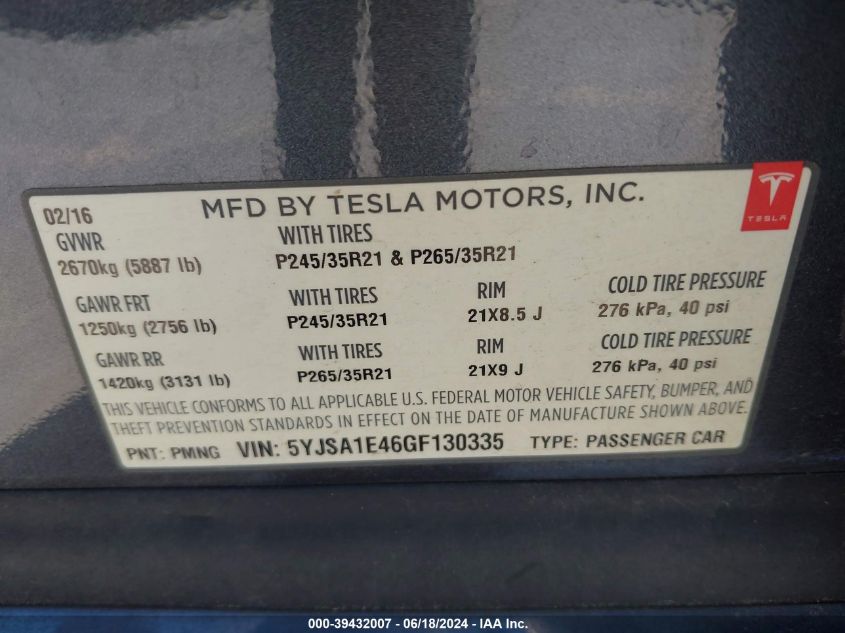 02/16 MFD BY TESLA MOTORS, INC.
TESLA
GVWR WITH TIRES
2670kg (5887 lb) P245/35R21 & P265/35R21
GAWR FRT WITH TIRES RIM COLD TIRE PRESSURE
1250kg (2756 lb) P245/35R21 21X8.5 J 276 kPa, 40 psi
GAWR RR WITH TIRES RIM COLD TIRE PRESSURE
1420kg (3131 lb) P265/35R21 21X9 J 276 kPa, 40 psi
THIS VEHICLE CONFORMS TO ALL APPLICABLE U.S. FEDERAL MOTOR VEHICLE SAFETY, BUMPER, AND
THEFT PREVENTION STANDARDS IN EFFECT ON THE DATE OF MANUFACTURE SHOWN ABOVE.
PNT: PMNG VIN: 5YJSA1E46GF130335 TYPE: PASSENGER CAR
000-39432007 - 06/18/2024 - IAA Inc.